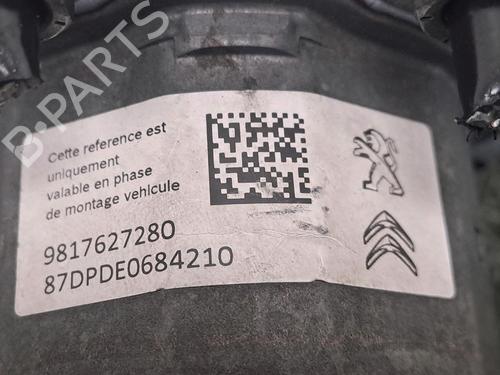 B-PARTS
Cette reference est
uniquement
valable en phase
de montage vehicule
9817627280
87DPDE0684210